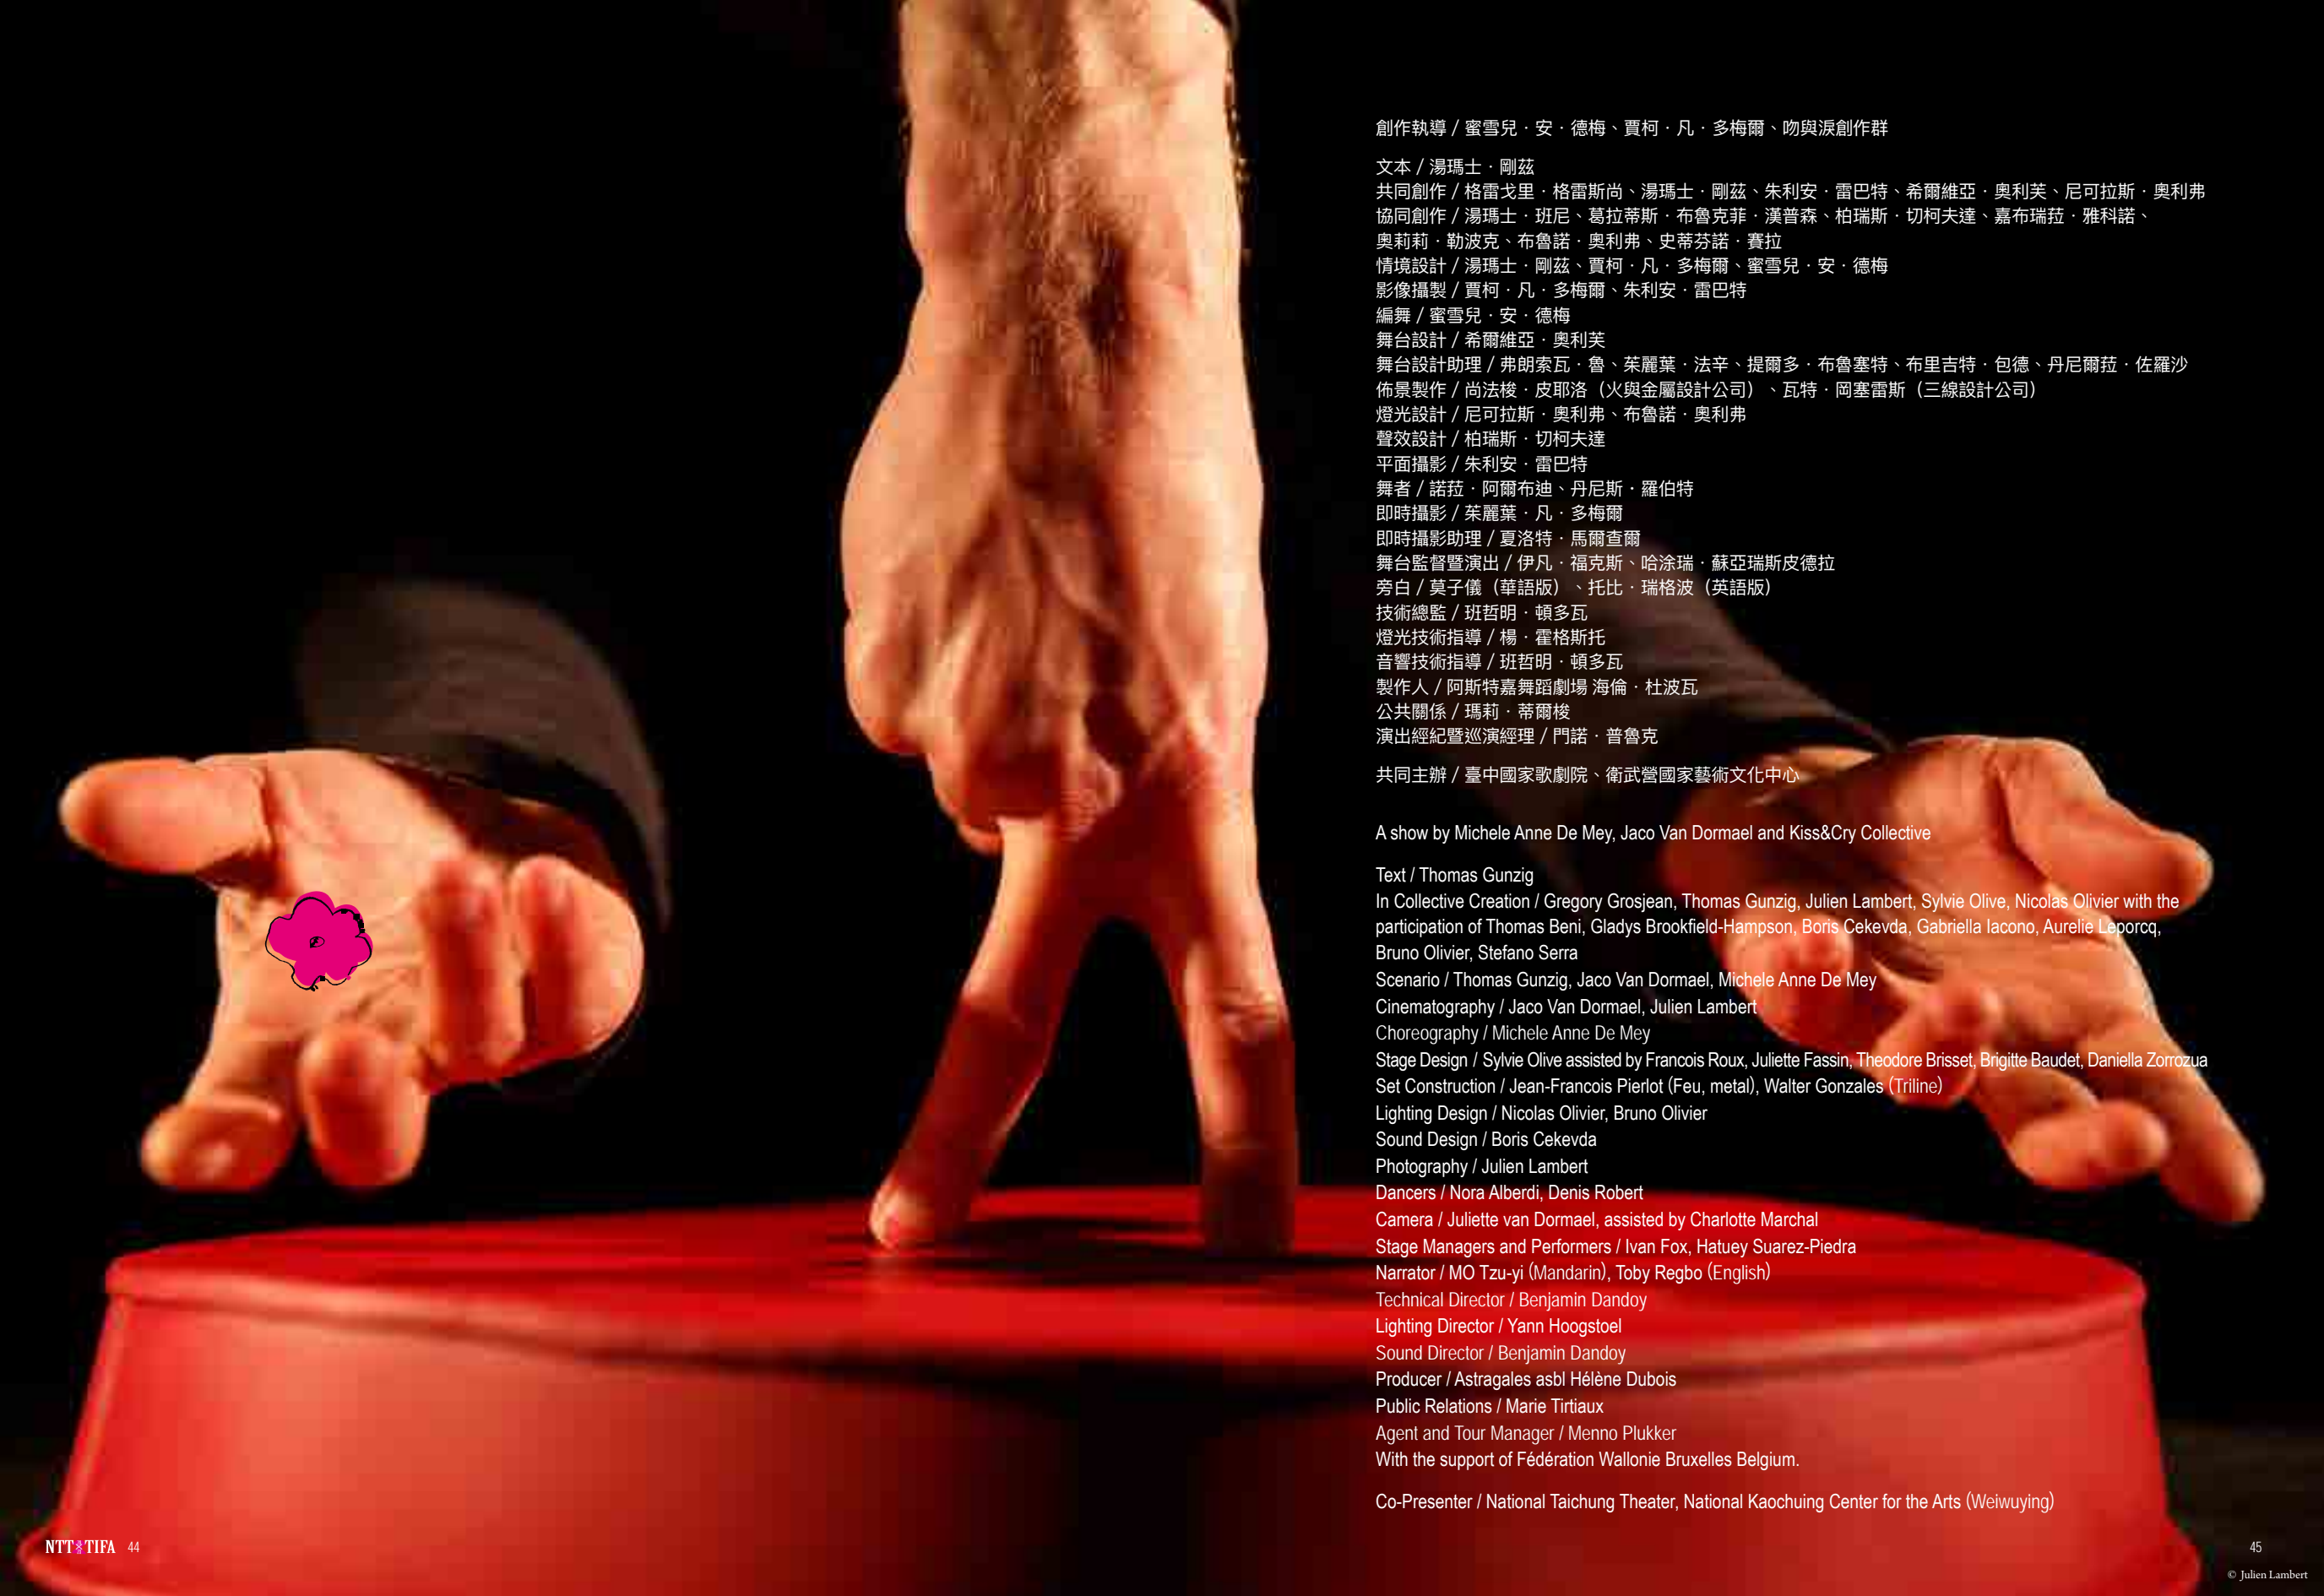 創作執導 / 蜜雪兒・安・德梅、賈柯・凡・多梅爾、吻與淚創作群
文本 / 湯瑪士・剛茲
共同創作 / 格雷戈里・格雷斯尚、湯瑪士・剛茲、朱利安・雷巴特、希爾維亞・奧利芙、尼可拉斯・奧利弗
協同創作 / 湯瑪士・班尼、葛拉蒂斯・布魯克菲・漢普森、柏瑞斯・切柯夫達、嘉布瑞菈・雅科諾、
奧莉莉・勒波克、布魯諾・奧利弗、史蒂芬諾・賽拉
情境設計 / 湯瑪士・剛茲、賈柯・凡・多梅爾、蜜雪兒・安・德梅
影像攝製 / 賈柯・凡・多梅爾、朱利安・雷巴特
編舞 / 蜜雪兒・安・德梅
舞台設計 / 希爾維亞・奧利芙
舞台設計助理 / 弗朗索瓦・魯、茱麗葉・法辛、提爾多・布魯塞特、布里吉特・包德、丹尼爾菈・佐羅沙
佈景製作 / 尚法梭・皮耶洛（火與金屬設計公司）、瓦特・岡塞雷斯（三線設計公司）
燈光設計 / 尼可拉斯・奧利弗、布魯諾・奧利弗
聲效設計 / 柏瑞斯・切柯夫達
平面攝影 / 朱利安・雷巴特
舞者 / 諾菈・阿爾布迪、丹尼斯・羅伯特
即時攝影 / 茱麗葉・凡・多梅爾
即時攝影助理 / 夏洛特・馬爾查爾
舞台監督暨演出 / 伊凡・福克斯、哈涂瑞・蘇亞瑞斯皮德拉
旁白 / 莫子儀（華語版）、托比・瑞格波（英語版）
技術總監 / 班哲明・頓多瓦
燈光技術指導 / 楊・霍格斯托
音響技術指導 / 班哲明・頓多瓦
製作人 / 阿斯特嘉舞蹈劇場 海倫・杜波瓦
公共關係 / 瑪莉・蒂爾梭
演出經紀暨巡演經理 / 門諾・普魯克
共同主辦 / 臺中國家歌劇院、衛武營國家藝術文化中心
A show by Michele Anne De Mey, Jaco Van Dormael and Kiss&Cry Collective
Text / Thomas Gunzig
In Collective Creation / Gregory Grosjean, Thomas Gunzig, Julien Lambert, Sylvie Olive, Nicolas Olivier with the
participation of Thomas Beni, Gladys Brookfield-Hampson, Boris Cekevda, Gabriella Iacono, Aurelie Leporcq,
Bruno Olivier, Stefano Serra
Scenario / Thomas Gunzig, Jaco Van Dormael, Michele Anne De Mey
Cinematography / Jaco Van Dormael, Julien Lambert
Choreography / Michele Anne De Mey
Stage Design / Sylvie Olive assisted by Francois Roux, Juliette Fassin, Theodore Brisset, Brigitte Baudet, Daniella Zorrozua
Set Construction / Jean-Francois Pierlot (Feu, metal), Walter Gonzales (Triline)
Lighting Design / Nicolas Olivier, Bruno Olivier
Sound Design / Boris Cekevda
Photography / Julien Lambert
Dancers / Nora Alberdi, Denis Robert
Camera / Juliette van Dormael, assisted by Charlotte Marchal
Stage Managers and Performers / Ivan Fox, Hatuey Suarez-Piedra
Narrator / MO Tzu-yi (Mandarin), Toby Regbo (English)
Technical Director / Benjamin Dandoy
Lighting Director / Yann Hoogstoel
Sound Director / Benjamin Dandoy
Producer / Astragales asbl Hélène Dubois
Public Relations / Marie Tirtiaux
Agent and Tour Manager / Menno Plukker
With the support of Fédération Wallonie Bruxelles Belgium.
Co-Presenter / National Taichung Theater, National Kaochuing Center for the Arts (Weiwuying)
NTT TIFA 44
45
© Julien Lambert